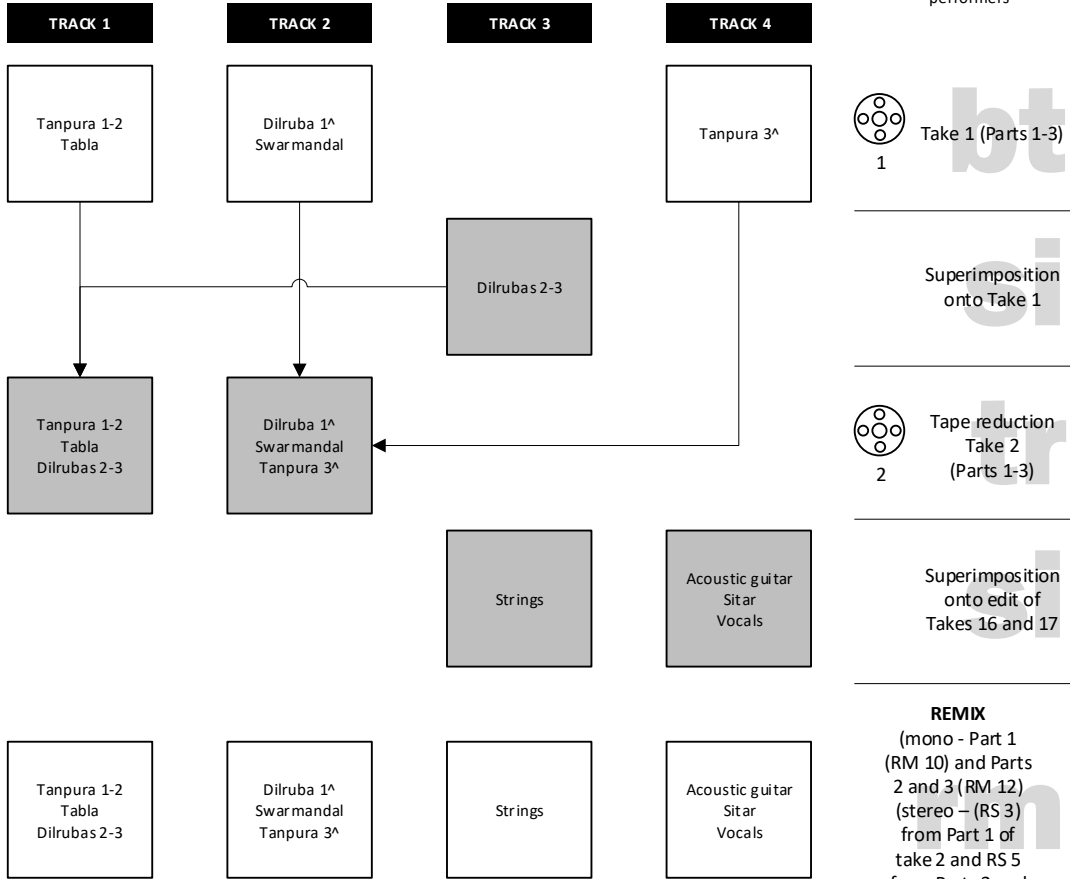 performers
TRACK 1
TRACK 2
TRACK 3
TRACK 4
Tanpura 1-2
Tabla
Dilruba 1^
Swarmandal
Tanpura 3^
1
bt
Take 1 (Parts 1-3)
Dilrubas 2-3
si
Superimposition
onto Take 1
Tanpura 1-2
Tabla
Dilrubas 2-3
Dilruba 1^
Swarmandal
Tanpura 3^
2
tr
Tape reduction
Take 2
(Parts 1-3)
Strings
Acoustic guitar
Sitar
Vocals
si
Superimposition
onto edit of
Takes 16 and 17
Tanpura 1-2
Tabla
Dilrubas 2-3
Dilruba 1^
Swarmandal
Tanpura 3^
Strings
Acoustic guitar
Sitar
Vocals
rm
REMIX
(mono - Part 1
(RM 10) and Parts
2 and 3 (RM 12)
(stereo – (RS 3)
from Part 1 of
take 2 and RS 5